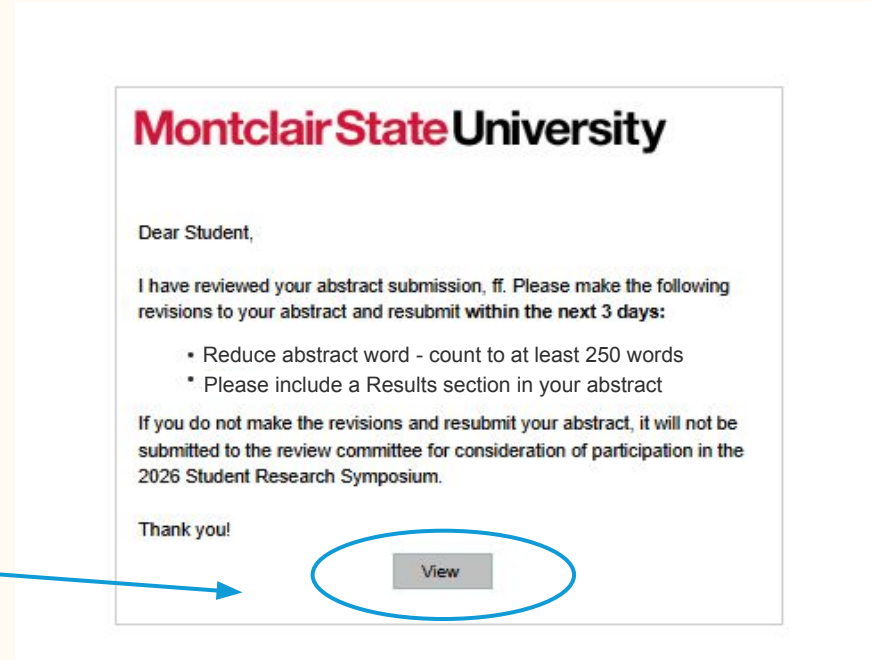 Montclair State University
Dear Student,
I have reviewed your abstract submission, ff. Please make the following
revisions to your abstract and resubmit within the next 3 days:
• Reduce abstract word - count to at least 250 words
• Please include a Results section in your abstract
If you do not make the revisions and resubmit your abstract, it will not be
submitted to the review committee for consideration of participation in the
2026 Student Research Symposium.
Thank you!
View